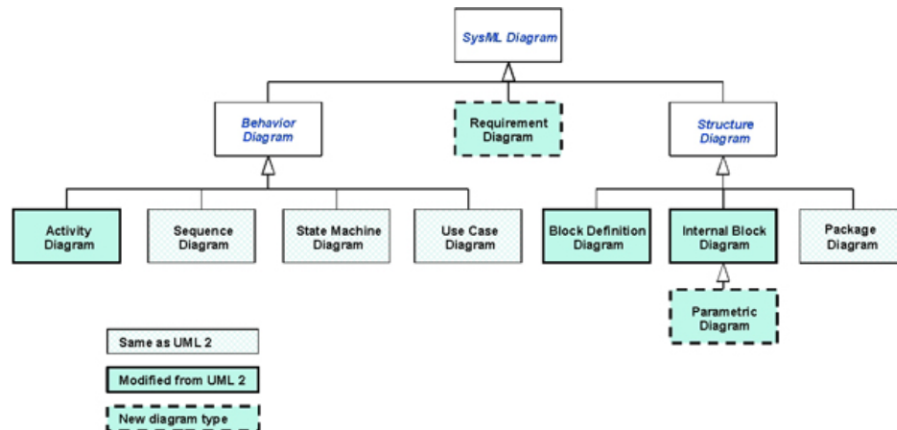 SysML Diagram
Behavior
Diagram
Requirement
Diagram
Structure
Diagram
Activity
Diagram
Sequence
Diagram
State Machine
Diagram
Use Case
Diagram
Block Definition
Diagram
Internal Block
Diagram
Package
Diagram
Parametric
Diagram
Same as UML 2
Modified from UML 2
New diagram type